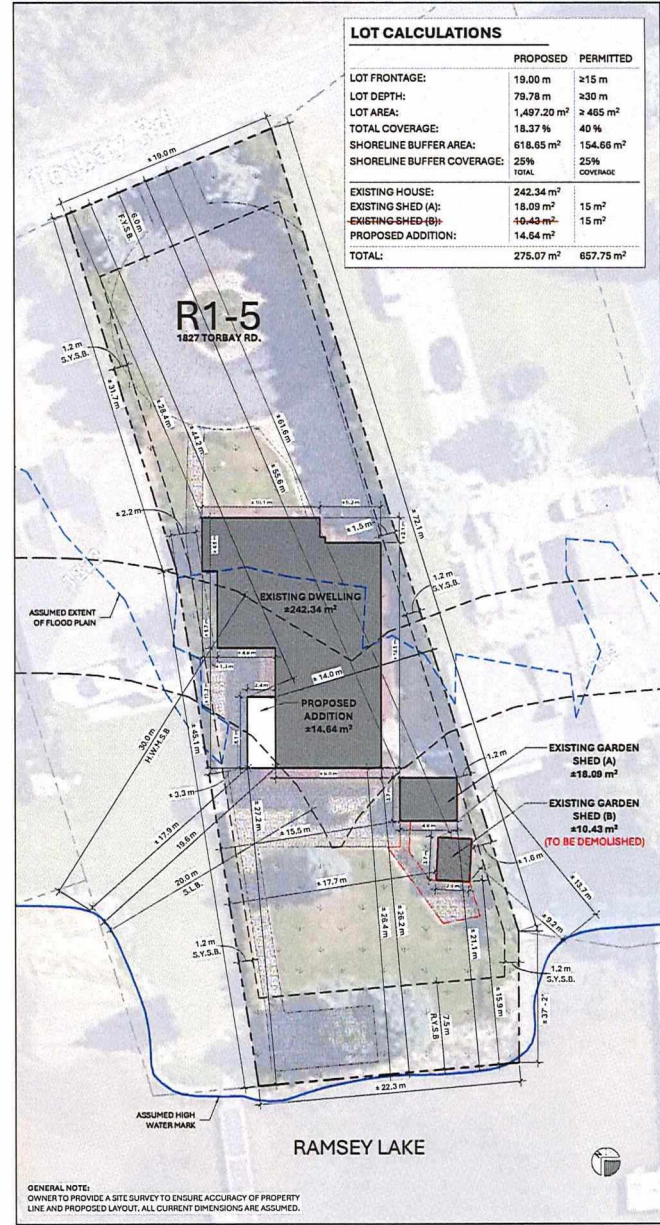 LOT CALCULATIONS
PROPOSED PERMITTED
LOT FRONTAGE: 19.00 m ≥15 m
LOT DEPTH: 79.78 m ≥30 m
LOT AREA: 1,497.20 m² ≥ 465 m²
TOTAL COVERAGE: 18.37 % 40 %
SHORELINE BUFFER AREA: 618.65 m² 154.66 m²
SHORELINE BUFFER COVERAGE: 25% 25%
TOTAL COVERAGE
EXISTING HOUSE: 242.34 m²
EXISTING SHED (A): 18.09 m² 15 m²
EXISTING SHED (B): 10.43 m² 15 m²
PROPOSED ADDITION: 14.64 m²
TOTAL: 275.07 m² 657.75 m²
± 19.0 m
6.0 m
F.Y.S.B.
R1-5
1827 TORBAY RD.
1.2 m
S.Y.S.B.
± 31.7 m
± 28.4 m
± 44.2 m
± 61.6 m
± 55.6 m
± 10.1 m
± 2.2 m
± 1.5 m
± 72.1 m
1.2 m
S.Y.S.B.
ASSUMED EXTENT
OF FLOOD PLAIN
EXISTING DWELLING
±242.34 m²
± 14.0 m
PROPOSED
ADDITION
±14.64 m²
30.0 m
H.W.M.S.B
± 45.1 m
1.2 m
EXISTING GARDEN
SHED (A)
±18.09 m²
± 3.3 m
EXISTING GARDEN
SHED (B)
±10.43 m²
(TO BE DEMOLISHED)
± 17.9 m
19.6 m
± 27.2 m
± 15.5 m
20.0 m
S.L.B.
± 1.6 m
± 13.7 m
± 17.7 m
± 9.2 m
± 26.4 m
± 26.2 m
± 21.1 m
1.2 m
S.Y.S.B.
1.2 m
S.Y.S.B.
7.5 m
R.Y.S.B
± 15.9 m
± 37'- 2"
± 22.3 m
ASSUMED HIGH
WATER MARK
RAMSEY LAKE
GENERAL NOTE:
OWNER TO PROVIDE A SITE SURVEY TO ENSURE ACCURACY OF PROPERTY
LINE AND PROPOSED LAYOUT. ALL CURRENT DIMENSIONS ARE ASSUMED.